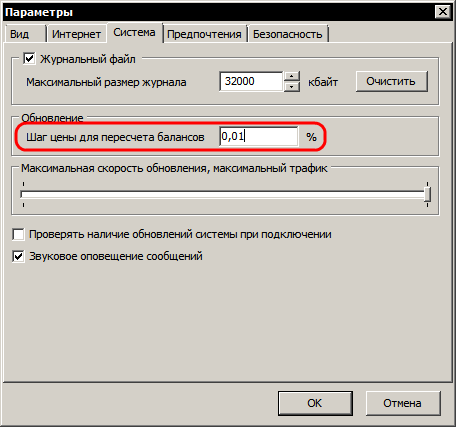 Параметры
Вид Интернет Система Предпочтения Безопасность
Журнальный файл
Максимальный размер журнала 32000 кбайт Очистить
Обновление
Шаг цены для пересчета балансов 0,01 %
Максимальная скорость обновления, максимальный трафик
Проверять наличие обновлений системы при подключении
Звуковое оповещение сообщений
OK Отмена